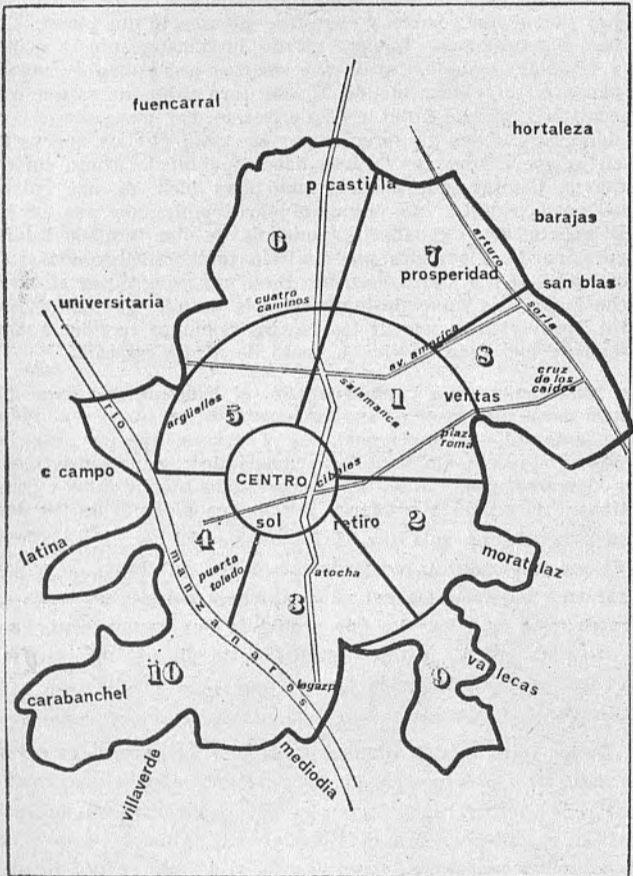 fuencarral
hortaleza
p. castilla
barajas
6
7
arturo
prosperidad
san blas
universitaria
cuatro
caminos
soria
av. america
8
río
salamanca
1
cruz
de los
caidos
argüelles
5
ventas
plaza
roma
c campo
CENTRO
cibeles
4
sol
retiro
2
latina
manzanares
puerta
toledo
atocha
moratalaz
3
10
9
vallecas
carabanchel
legazp
villaverde
mediodia